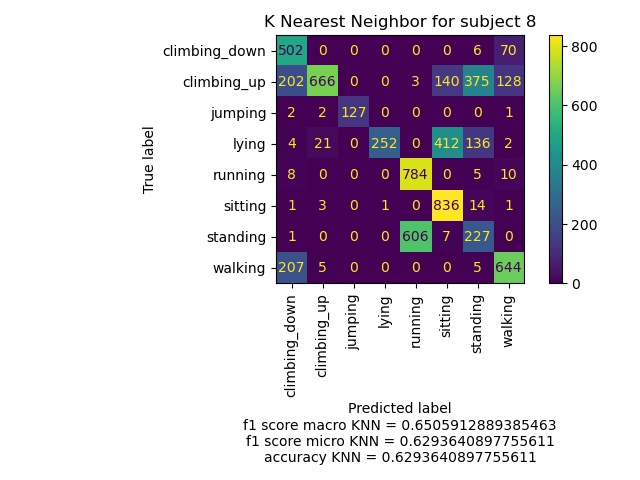 K Nearest Neighbor for subject 8
climbing_down 502 0 0 0 0 0 6 70
climbing_up 202 666 0 0 3 140 375 128
jumping 2 2 127 0 0 0 0 1
lying 4 21 0 252 0 412 136 2
running 8 0 0 0 784 0 5 10
sitting 1 3 0 1 0 836 14 1
standing 1 0 0 0 606 7 227 0
walking 207 5 0 0 0 0 5 644
True label
climbing_down climbing_up jumping lying running sitting standing walking
800
600
400
200
0
Predicted label
f1 score macro KNN = 0.6505912889385463
f1 score micro KNN = 0.6293640897755611
accuracy KNN = 0.6293640897755611